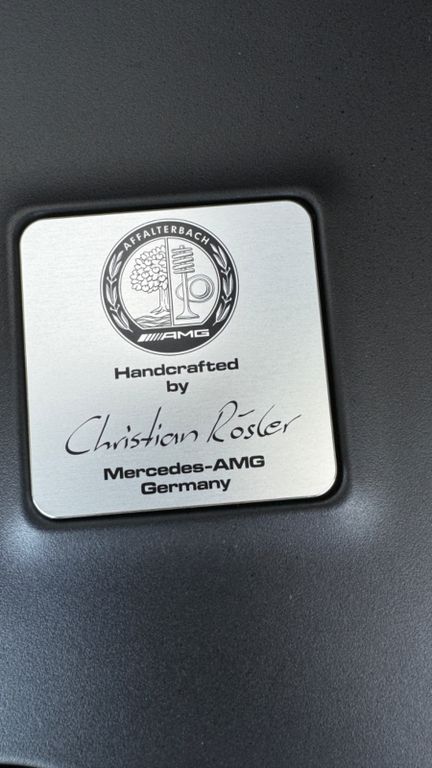 AFFALTERBACH
AMG
Handcrafted
by
Christian Rösler
Mercedes-AMG
Germany